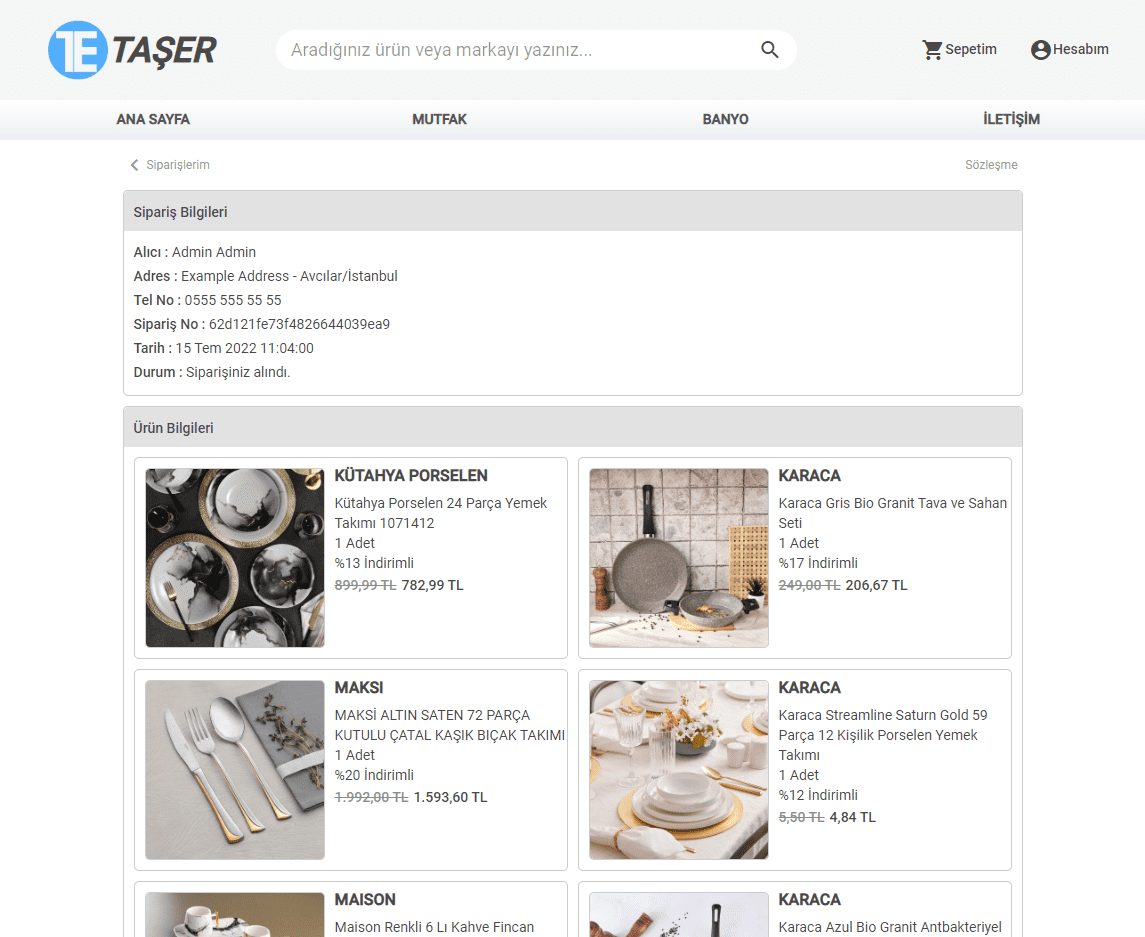 TE TAŞER
Aradığınız ürün veya markayı yazınız...
Sepetim
Hesabım
ANA SAYFA
MUTFAK
BANYO
İLETİŞİM
Siparişlerim
Sözleşme
Sipariş Bilgileri
Alıcı : Admin Admin
Adres : Example Address - Avcılar/İstanbul
Tel No : 0555 555 55 55
Sipariş No : 62d121fe73f4826644039ea9
Tarih : 15 Tem 2022 11:04:00
Durum : Siparişiniz alındı.
Ürün Bilgileri
KÜTAHYA PORSELEN
Kütahya Porselen 24 Parça Yemek
Takımı 1071412
1 Adet
%13 İndirimli
899,99 TL 782,99 TL
KARACA
Karaca Gris Bio Granit Tava ve Sahan
Seti
1 Adet
%17 İndirimli
249,00 TL 206,67 TL
MAKSI
MAKSİ ALTIN SATEN 72 PARÇA
KUTULU ÇATAL KAŞIK BIÇAK TAKIMI
1 Adet
%20 İndirimli
1.992,00 TL 1.593,60 TL
KARACA
Karaca Streamline Saturn Gold 59
Parça 12 Kişilik Porselen Yemek
Takımı
1 Adet
%12 İndirimli
5,50 TL 4,84 TL
MAISON
Maison Renkli 6 Lı Kahve Fincan
KARACA
Karaca Azul Bio Granit Antbakteriyel